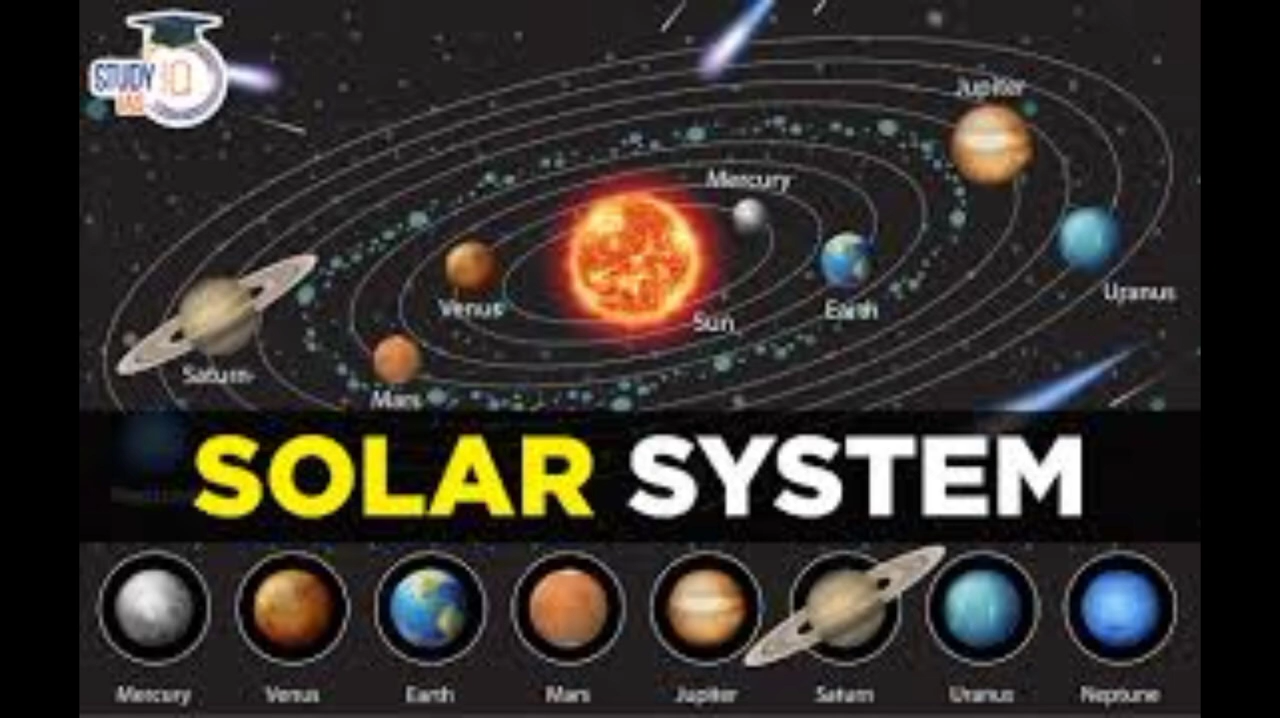 STUDY IQ
IAS
Jupiter
Mercury
Uranus
Venus
Earth
Sun
Saturn
Mars
SOLAR SYSTEM
Mercury Venus Earth Mars Jupiter Saturn Uranus Neptune